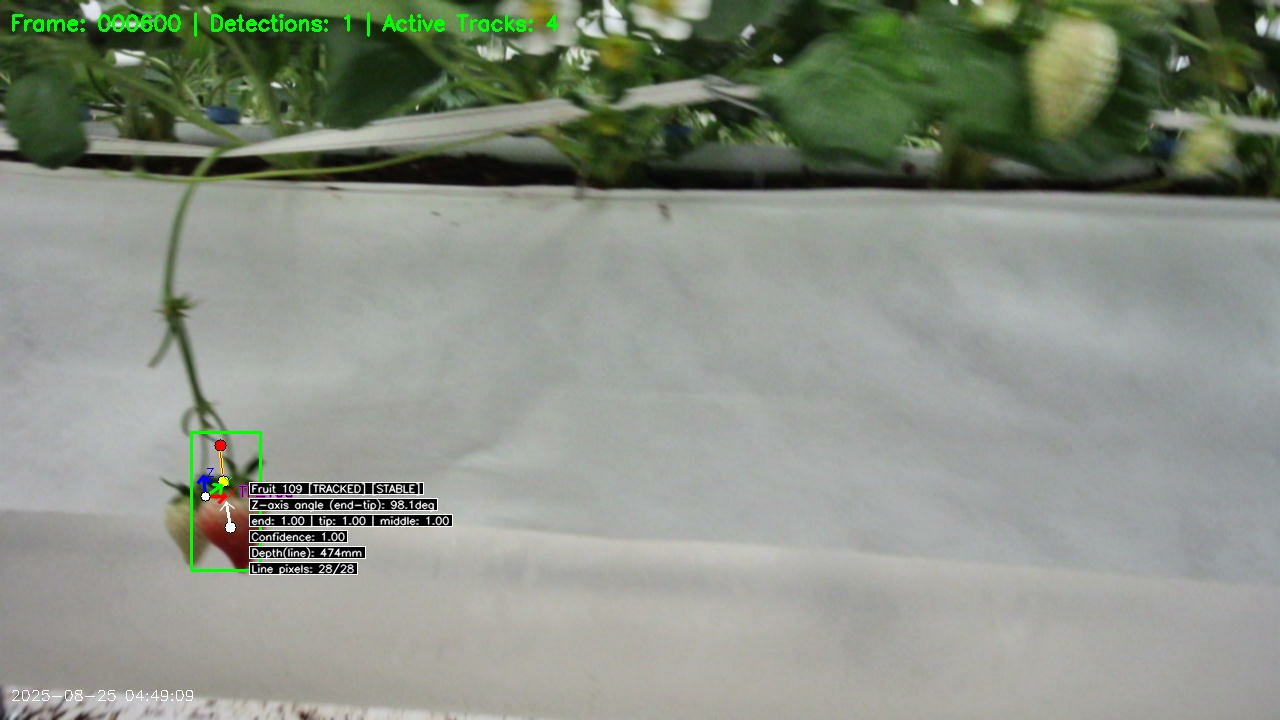 Frame: 000600 | Detections: 1 | Active Tracks: 4
Z
Fruit 109 [TRACKED] [STABLE]
Z-axis angle (end-tip): 98.1deg
end: 1.00 | tip: 1.00 | middle: 1.00
Confidence: 1.00
Depth(line): 474mm
Line pixels: 28/28
2025-08-25 04:49:09